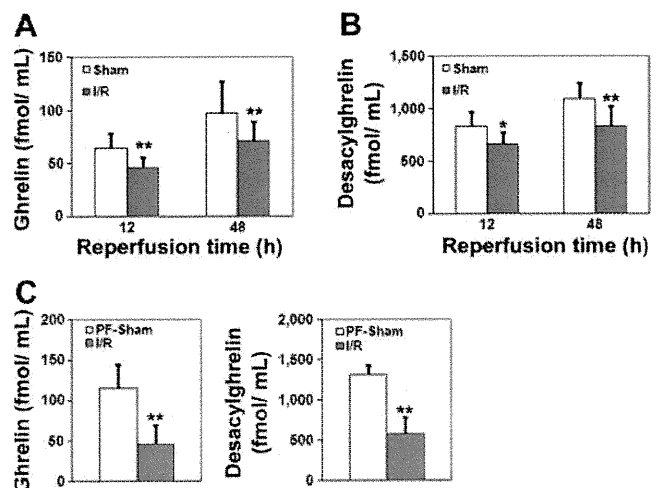 A
Ghrelin (fmol/ mL)
150
100
50
0
Sham
I/R
**
**
12
48
Reperfusion time (h)
B
Desacylghrelin
(fmol/ mL)
1,500
1,000
500
0
Sham
I/R
*
**
12
48
Reperfusion time (h)
C
Ghrelin (fmol/ mL)
200
150
100
50
0
PF-Sham
I/R
**
Desacylghrelin
(fmol/ mL)
2,000
1,500
1,000
500
0
PF-Sham
I/R
**